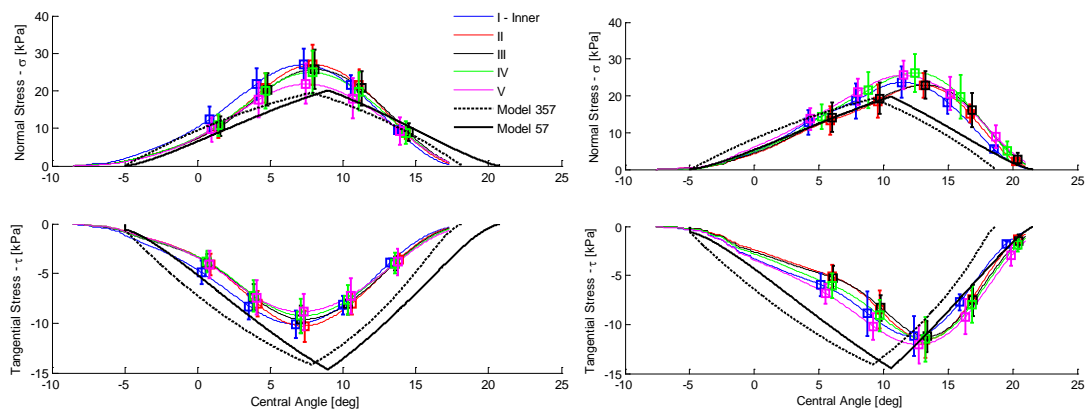 Normal Stress - σ [kPa]
40
30
20
10
0
-10 -5 0 5 10 15 20 25
I - Inner
II
III
IV
V
Model 357
Model 57
Normal Stress - σ [kPa]
40
30
20
10
0
-10 -5 0 5 10 15 20 25
Tangential Stress - τ [kPa]
0
-5
-10
-15
-10 -5 0 5 10 15 20 25
Central Angle [deg]
Tangential Stress - τ [kPa]
0
-5
-10
-15
-10 -5 0 5 10 15 20 25
Central Angle [deg]